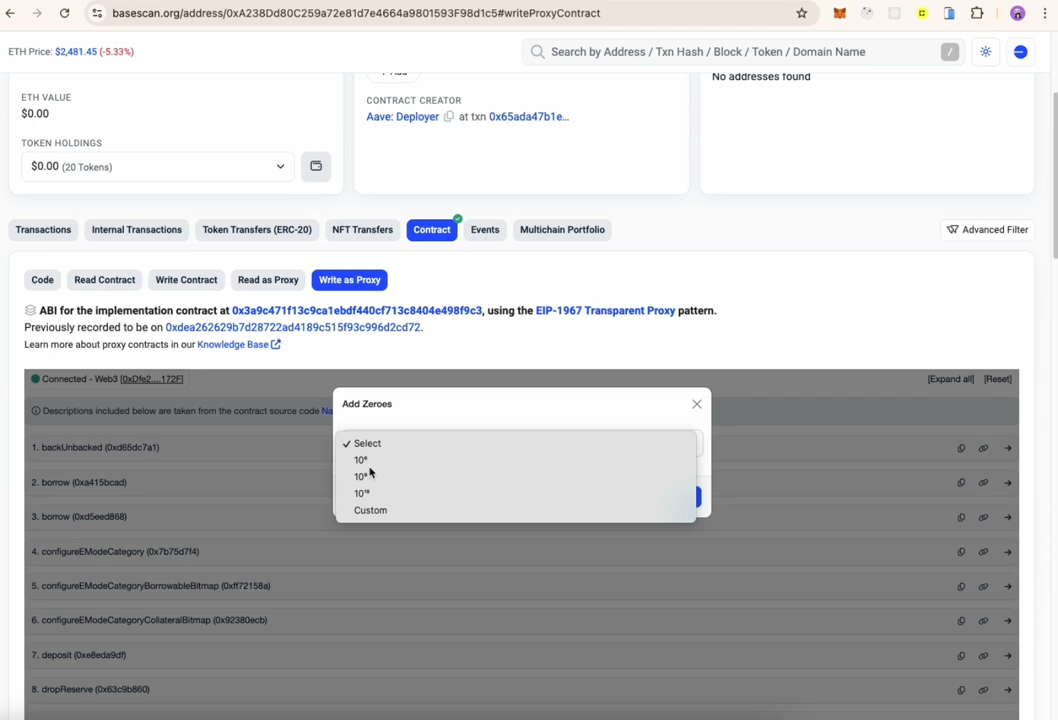 basescan.org/address/0xA238Dd80C259a72e81d7e4664a9801593F98d1c5#writeProxyContract
ETH Price: $2,481.45 (-5.33%)
Search by Address / Txn Hash / Block / Token / Domain Name
/
ETH VALUE
$0.00
TOKEN HOLDINGS
$0.00 (20 Tokens)
CONTRACT CREATOR
Aave: Deployer at txn 0x65ada47b1e...
No addresses found
Transactions
Internal Transactions
Token Transfers (ERC-20)
NFT Transfers
Contract
Events
Multichain Portfolio
Advanced Filter
Code
Read Contract
Write Contract
Read as Proxy
Write as Proxy
ABI for the implementation contract at 0x3a9c471f13c9ca1ebdf440cf713c8404e498f9c3, using the EIP-1967 Transparent Proxy pattern.
Previously recorded to be on 0xdea262629b7d28722ad4189c515f93c996d2cd72.
Learn more about proxy contracts in our Knowledge Base
Connected - Web3 [0xDfe2....172F]
[Expand all]
[Reset]
Descriptions included below are taken from the contract source code Na
Add Zeroes
Select
Custom
1. backUnbacked (0xd65dc7a1)
2. borrow (0xa415bcad)
3. borrow (0xd5eed868)
4. configureEModeCategory (0x7b75d7f4)
5. configureEModeCategoryBorrowableBitmap (0xff72158a)
6. configureEModeCategoryCollateralBitmap (0x92380ecb)
7. deposit (0xe8eda9df)
8. dropReserve (0x63c9b860)